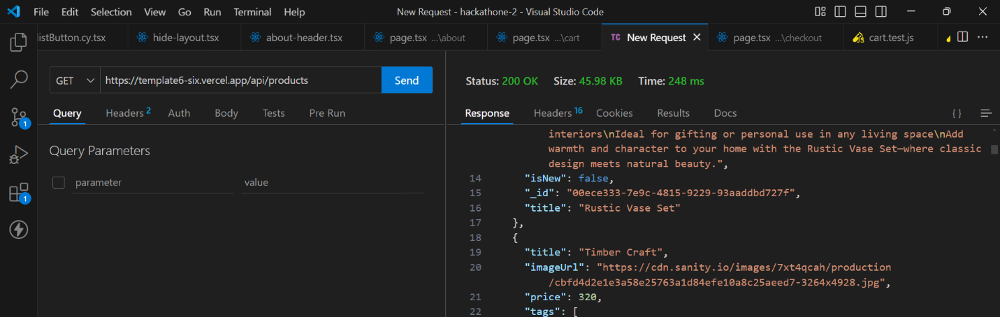 File Edit Selection View Go Run Terminal Help New Request - hackathone-2 - Visual Studio Code
listButton.cy.tsx hide-layout.tsx about-header.tsx page.tsx ...\about page.tsx ...\cart TC New Request page.tsx ...\checkout cart.test.js
GET https://template6-six.vercel.app/api/products Send
Query Headers 2 Auth Body Tests Pre Run
Query Parameters
parameter value
1
1
Status: 200 OK Size: 45.98 KB Time: 248 ms
Response Headers 16 Cookies Results Docs { }
interiors\nIdeal for gifting or personal use in any living space\nAdd
warmth and character to your home with the Rustic Vase Set—where classic
design meets natural beauty.",
14 "isNew": false,
15 "_id": "00ece333-7e9c-4815-9229-93aaddbd727f",
16 "title": "Rustic Vase Set"
17 },
18 {
19 "title": "Timber Craft",
20 "imageUrl": "https://cdn.sanity.io/images/7xt4qcah/production
/cbfd4d2e1e3a58e25763a1d84efe10a8c25aeed7-3264x4928.jpg",
21 "price": 320,
22 "tags": [